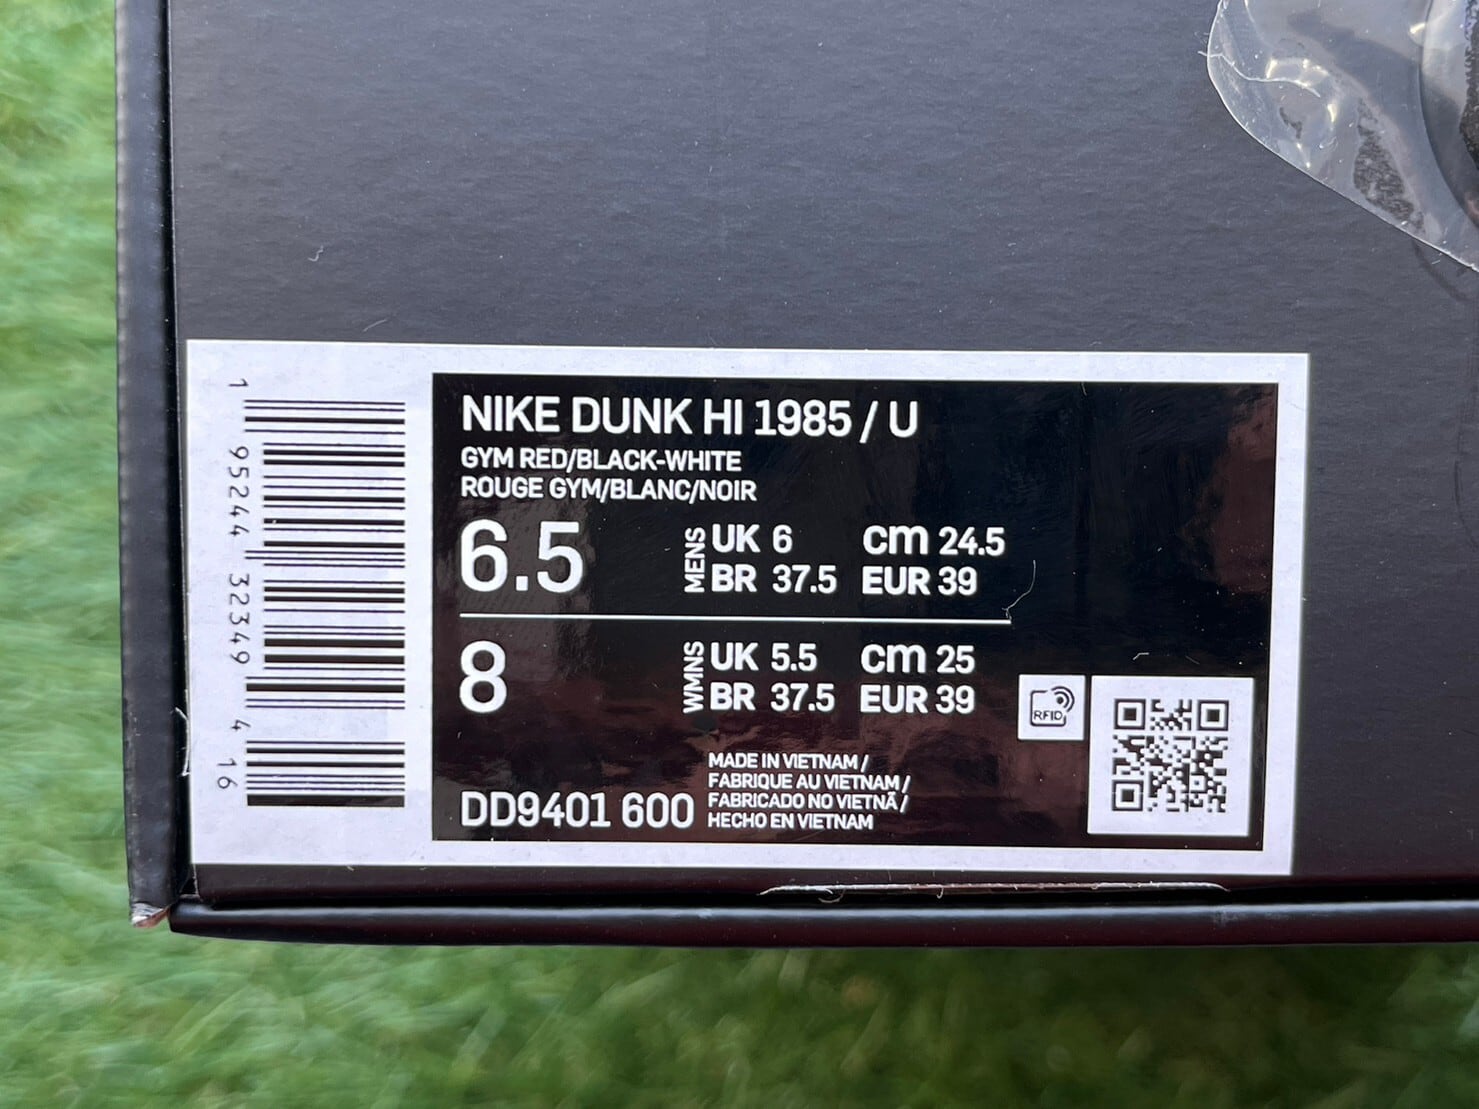 NIKE DUNK HI 1985 / U
GYM RED/BLACK-WHITE
ROUGE GYM/BLANC/NOIR
6.5 MENS UK 6 cm 24.5
BR 37.5 EUR 39
8 WMNS UK 5.5 cm 25
BR 37.5 EUR 39
RFID
MADE IN VIETNAM /
FABRIQUE AU VIETNAM /
FABRICADO NO VIETNÃ /
HECHO EN VIETNAM
DD9401 600
1 95244 32349 4 16